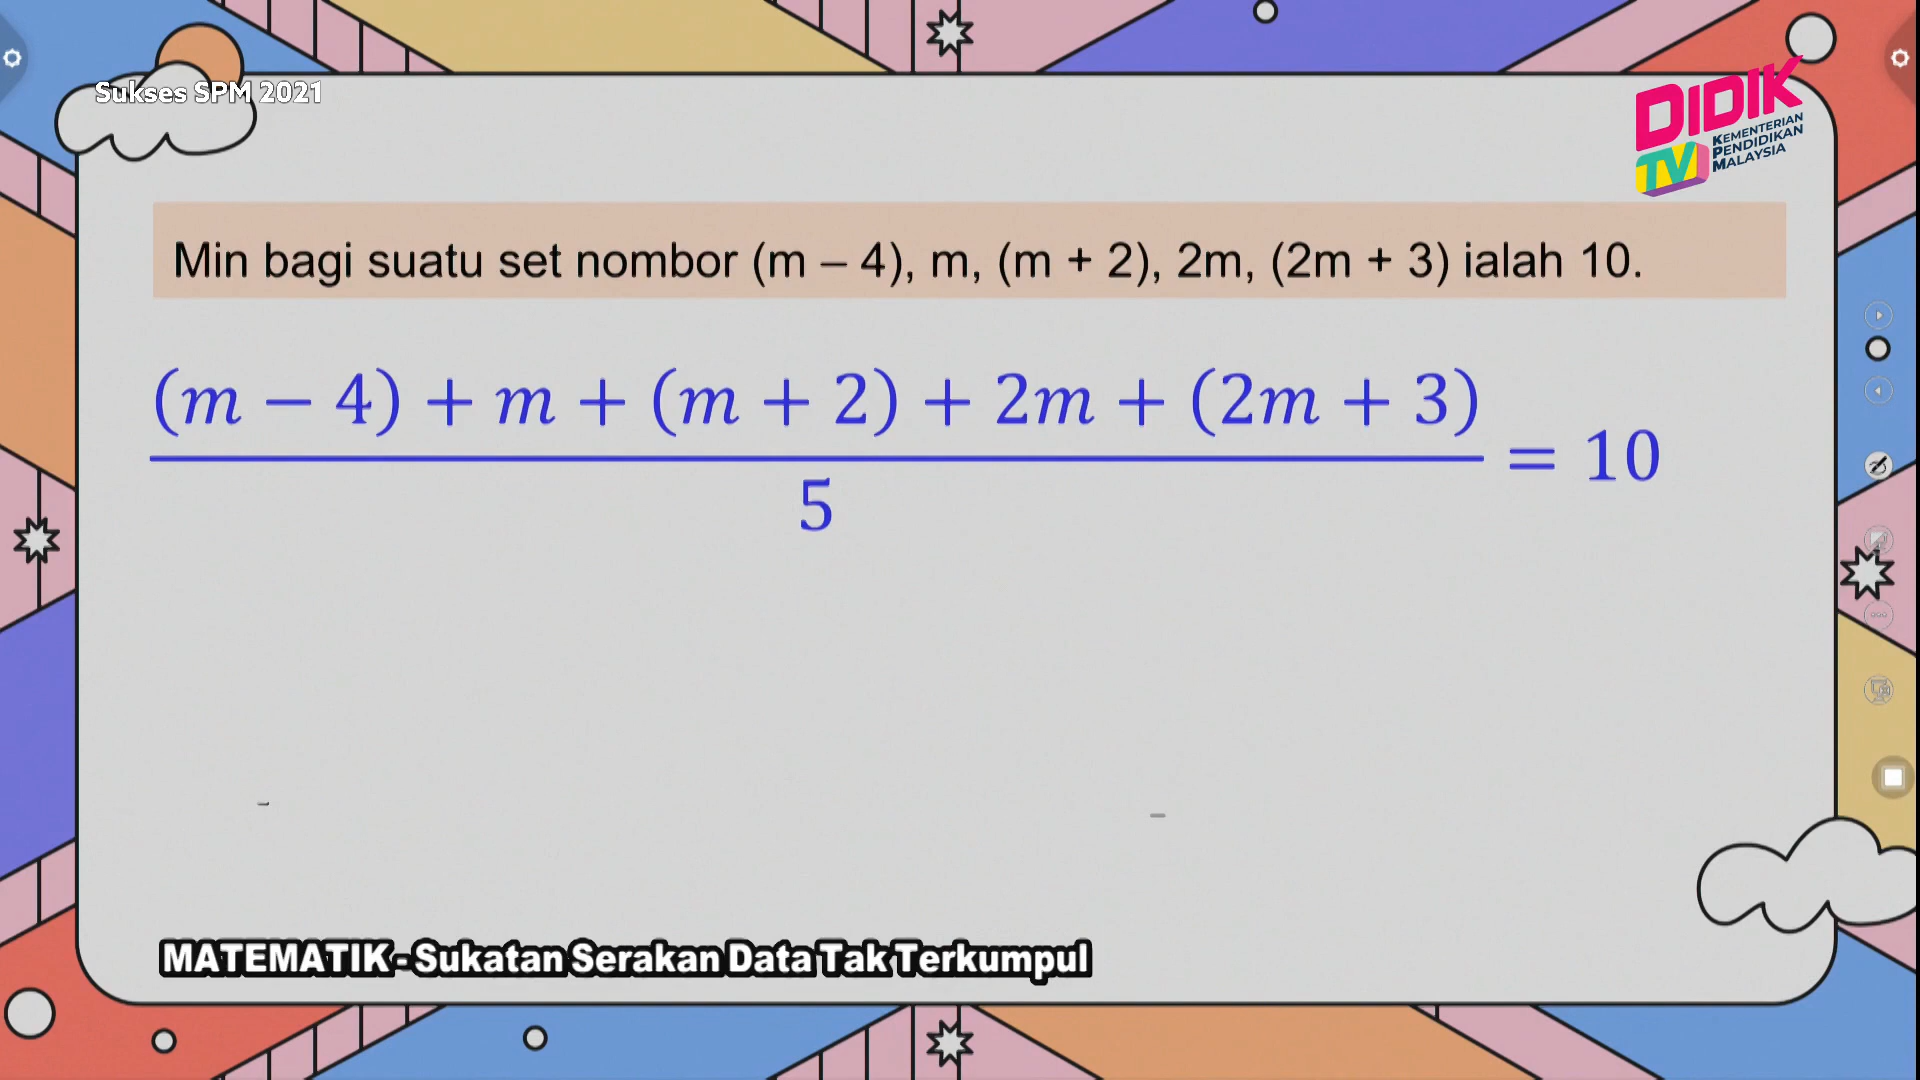 Sukses SPM 2021
DIDIK
TV
KEMENTERIAN
PENDIDIKAN
MALAYSIA
Min bagi suatu set nombor (m – 4), m, (m + 2), 2m, (2m + 3) ialah 10.
(m − 4) + m + (m + 2) + 2m + (2m + 3)
= 10
5
MATEMATIK - Sukatan Serakan Data Tak Terkumpul